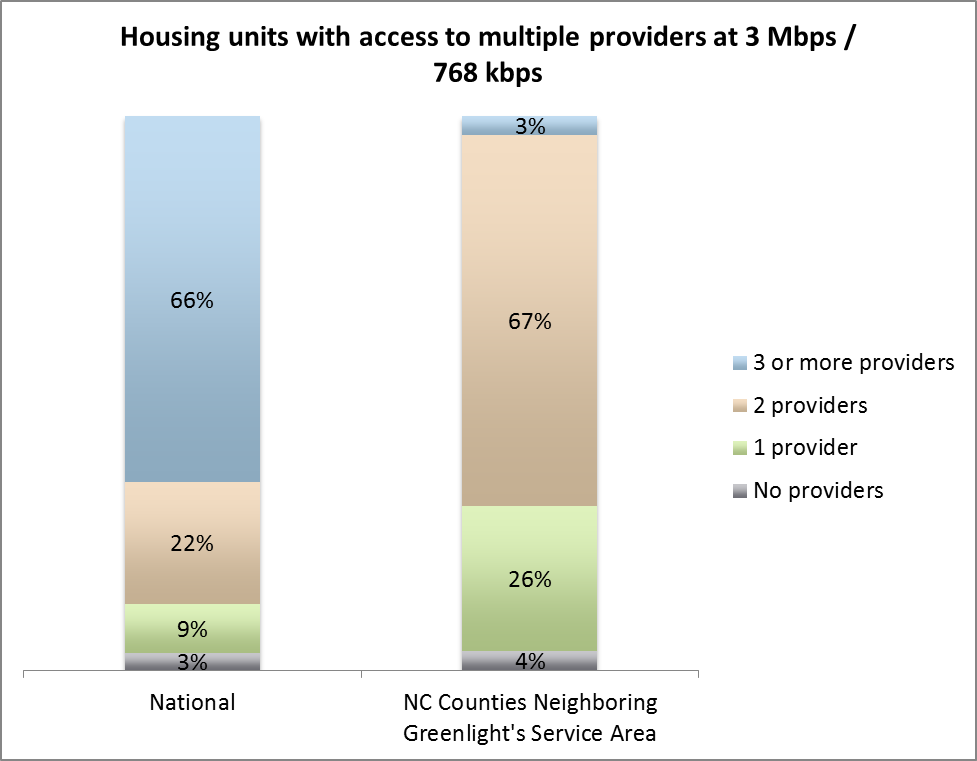 Housing units with access to multiple providers at 3 Mbps /
768 kbps
3%
66%
67%
22%
26%
9%
3%
4%
3 or more providers
2 providers
1 provider
No providers
National
NC Counties Neighboring
Greenlight's Service Area